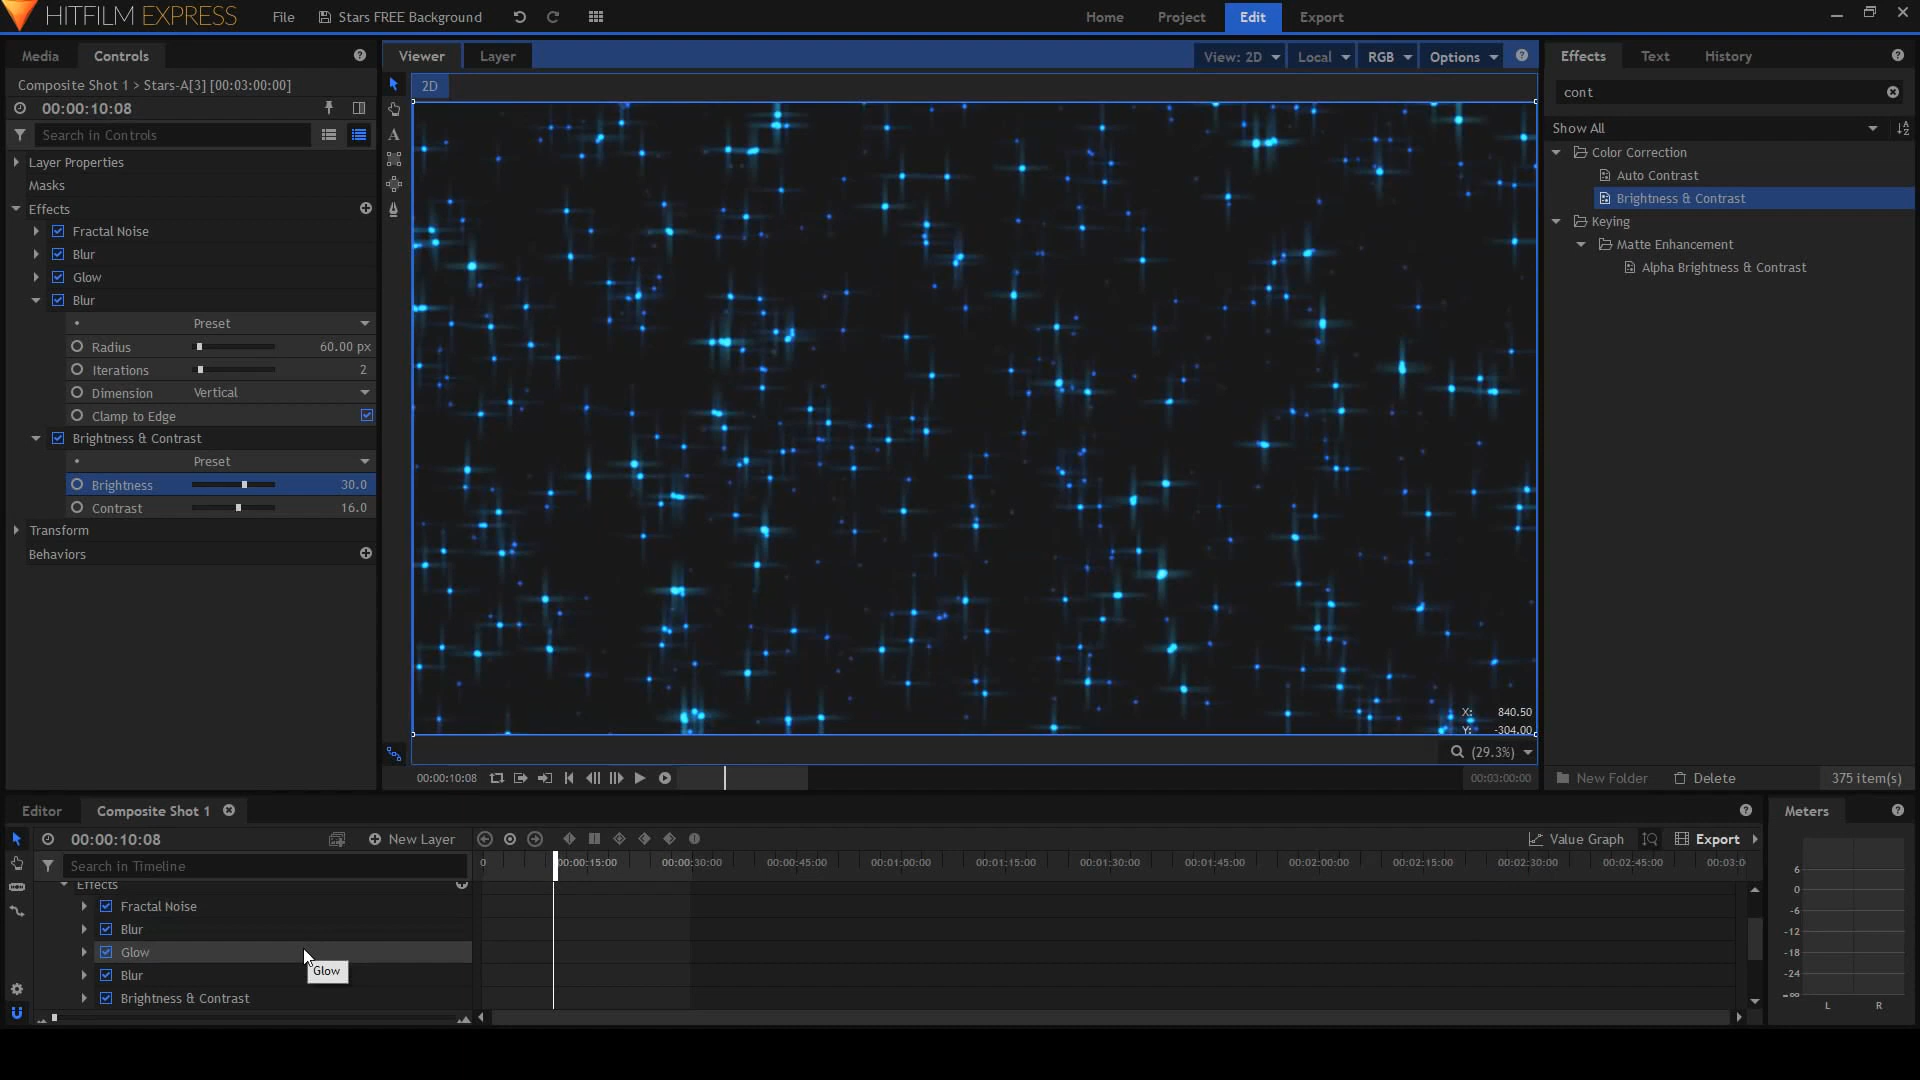 HITFILM EXPRESS
File
Stars FREE Background
Home
Project
Edit
Export
Media
Controls
Composite Shot 1 > Stars-A[3] [00:03:00:00]
00:00:10:08
Search in Controls
Layer Properties
Masks
Effects
Fractal Noise
Blur
Glow
Blur
Preset
Radius 60.00 px
Iterations 2
Dimension Vertical
Clamp to Edge
Brightness & Contrast
Preset
Brightness 30.0
Contrast 16.0
Transform
Behaviors
Viewer
Layer
View: 2D
Local
RGB
Options
2D
X: 840.50
Y: -304.00
(29.3%)
00:00:10:08
00:03:00:00
Effects
Text
History
cont
Show All
Color Correction
Auto Contrast
Brightness & Contrast
Keying
Matte Enhancement
Alpha Brightness & Contrast
New Folder
Delete
375 item(s)
Editor
Composite Shot 1
00:00:10:08
New Layer
Value Graph
Export
Search in Timeline
0 00:00:15:00 00:00:30:00 00:00:45:00 00:01:00:00 00:01:15:00 00:01:30:00 00:01:45:00 00:02:00:00 00:02:15:00 00:02:30:00 00:02:45:00 00:03:0
Effects
Fractal Noise
Blur
Glow
Glow
Blur
Brightness & Contrast
Meters
6
0
-6
-12
-18
-24
-∞
L R